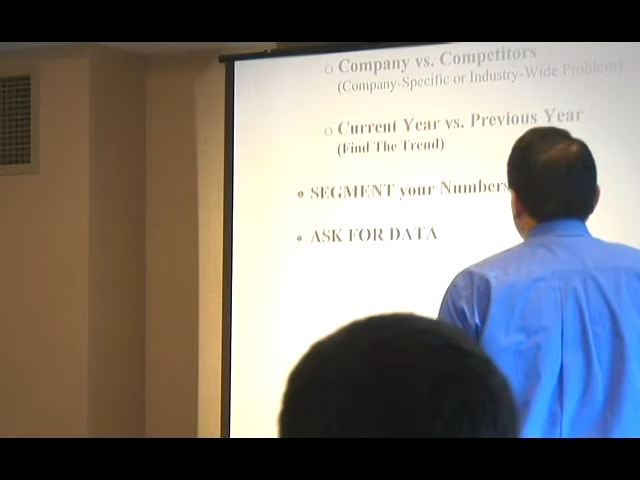 Company vs. Competitors
(Company-Specific or Industry-Wide Problem)
Current Year vs. Previous Year
(Find The Trend)
SEGMENT your Numbers
ASK FOR DATA